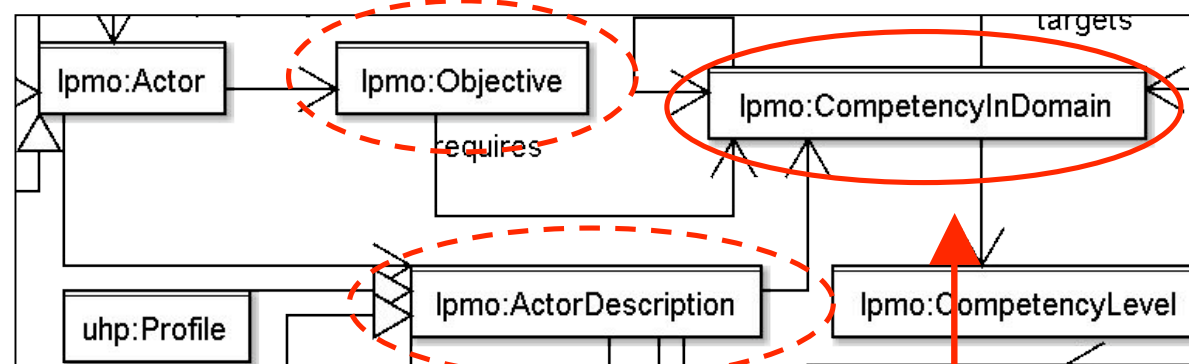 targets
lpmo:Actor
lpmo:Objective
lpmo:CompetencyInDomain
requires
lpmo:ActorDescription
lpmo:CompetencyLevel
uhp:Profile